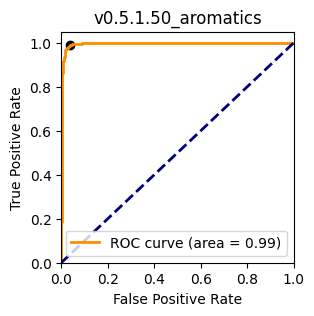 v0.5.1.50_aromatics
1.0
0.8
0.6
0.4
0.2
0.0
True Positive Rate
ROC curve (area = 0.99)
0.0 0.2 0.4 0.6 0.8 1.0
False Positive Rate